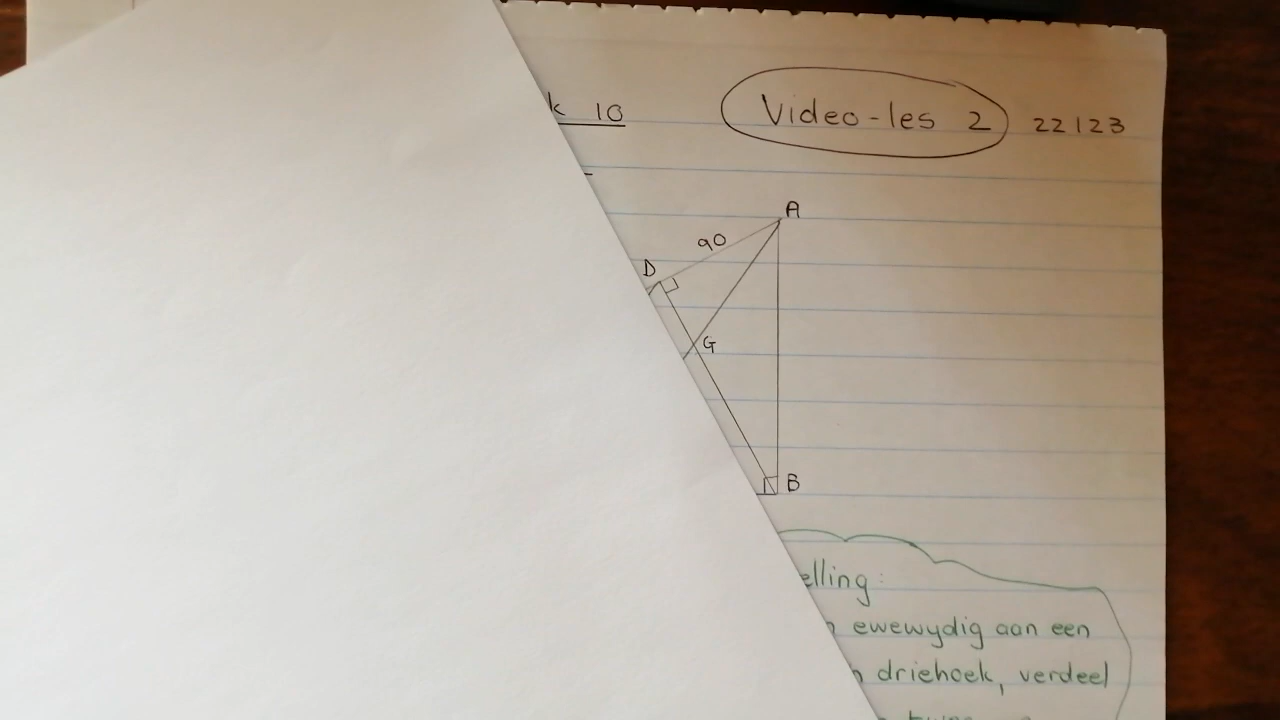 k 10 Video-les 2 22123
A
90
D
G
B
elling:
ewewydig aan een
driehoek, verdeel